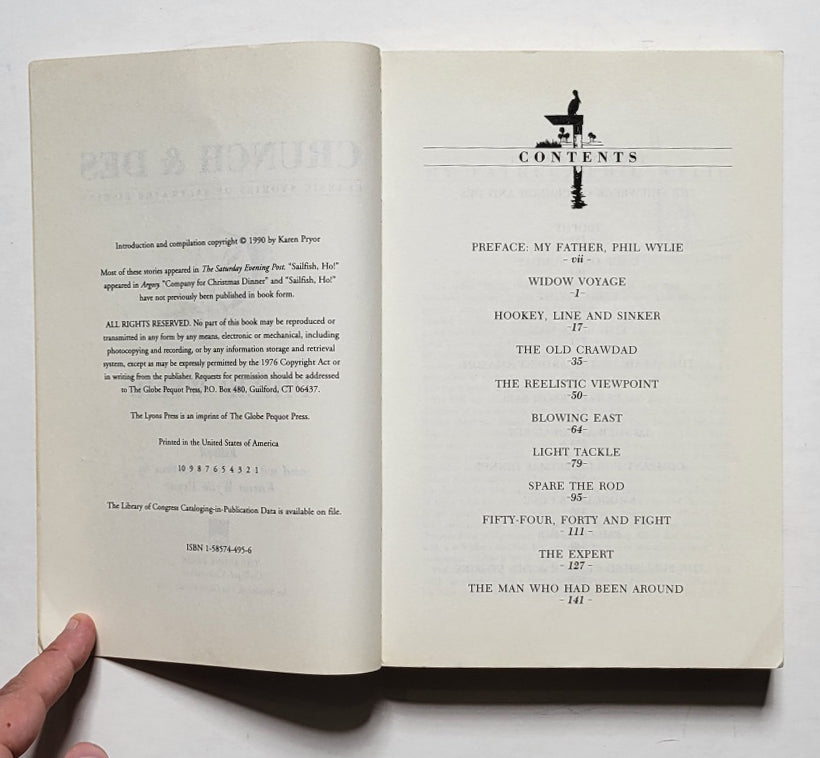 Introduction and compilation copyright © 1990 by Karen Pryor
Most of these stories appeared in The Saturday Evening Post. "Sailfish, Ho!"
appeared in Argosy. "Company for Christmas Dinner" and "Sailfish, Ho!"
have not previously been published in book form.
ALL RIGHTS RESERVED. No part of this book may be reproduced or
transmitted in any form by any means, electronic or mechanical, including
photocopying and recording, or by any information storage and retrieval
system, except as may be expressly permitted by the 1976 Copyright Act or
in writing from the publisher. Requests for permission should be addressed
to The Globe Pequot Press, P.O. Box 480, Guilford, CT 06437.
The Lyons Press is an imprint of The Globe Pequot Press.
Printed in the United States of America
10 9 8 7 6 5 4 3 2 1
The Library of Congress Cataloging-in-Publication Data is available on file.
ISBN 1-58574-495-6
CONTENTS
PREFACE: MY FATHER, PHIL WYLIE
- vii -
WIDOW VOYAGE
-1-
HOOKEY, LINE AND SINKER
-17-
THE OLD CRAWDAD
-35-
THE REELISTIC VIEWPOINT
-50-
BLOWING EAST
-64-
LIGHT TACKLE
-79-
SPARE THE ROD
-95-
FIFTY-FOUR, FORTY AND FIGHT
- 111 -
THE EXPERT
- 127 -
THE MAN WHO HAD BEEN AROUND
- 141 -